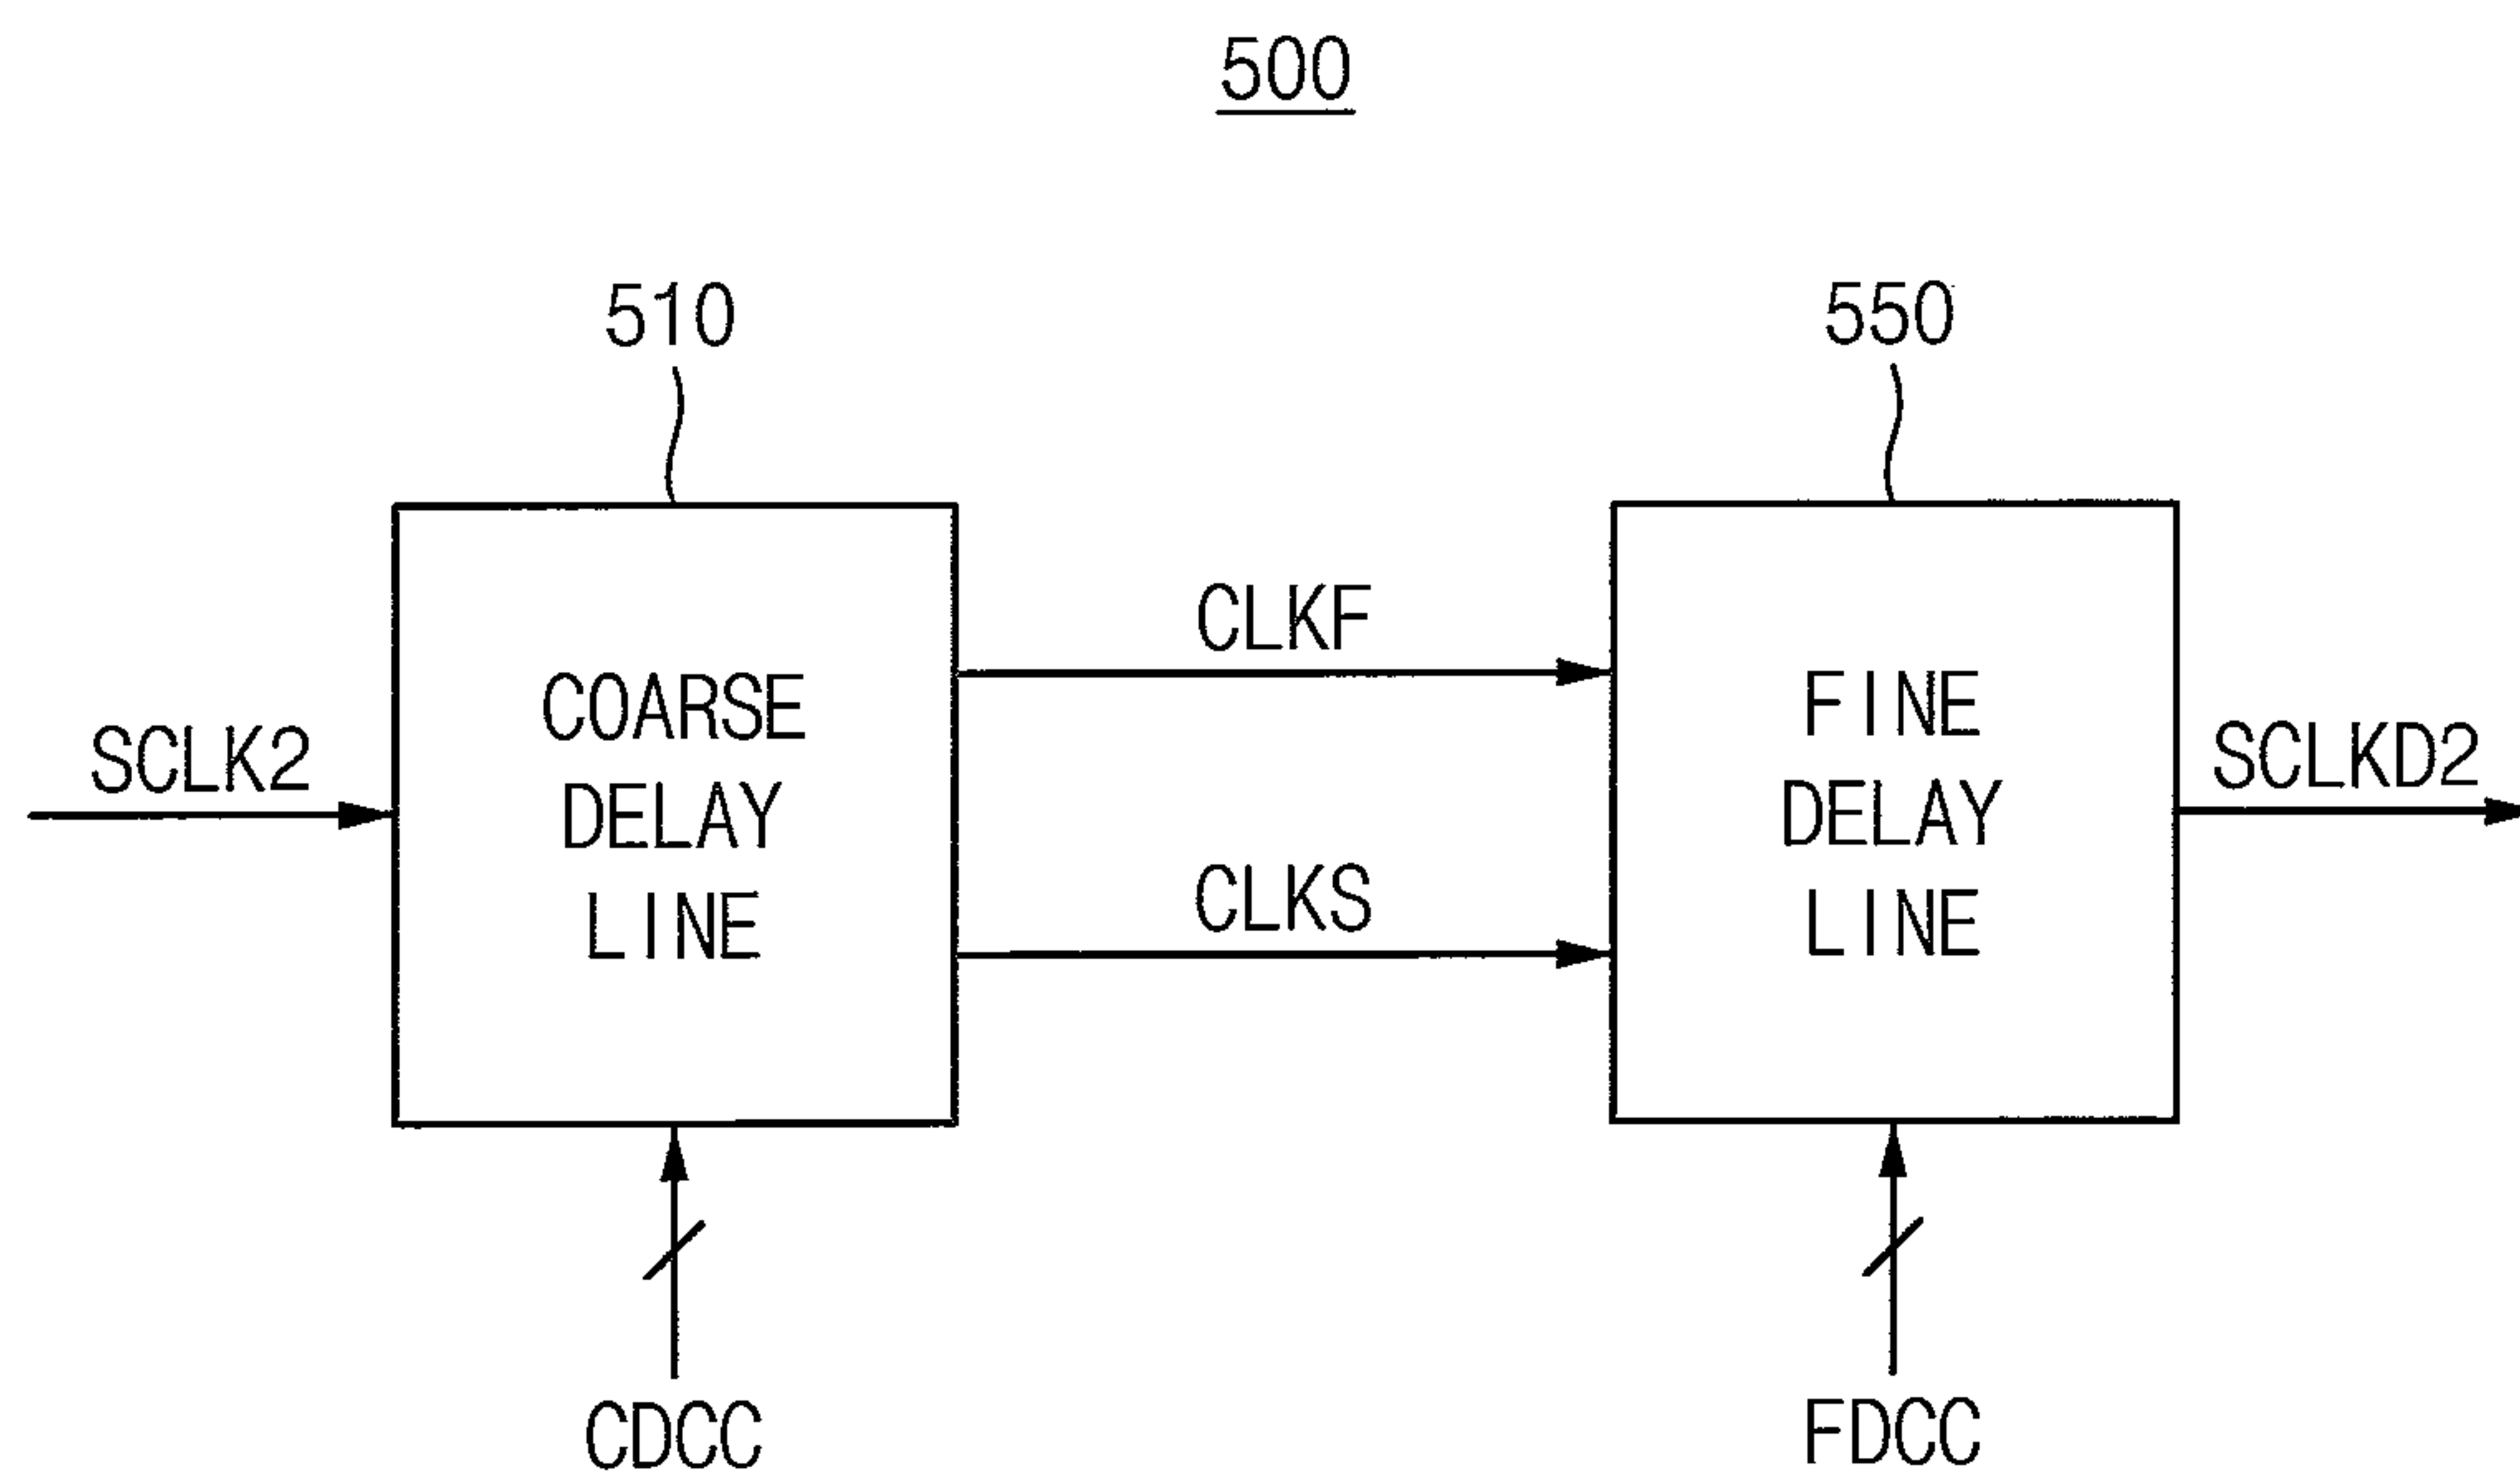 500
510
550
CLKF
COARSE
DELAY
LINE
FINE
DELAY
LINE
SCLK2
SCLKD2
CLKS
CDCC
FDCC